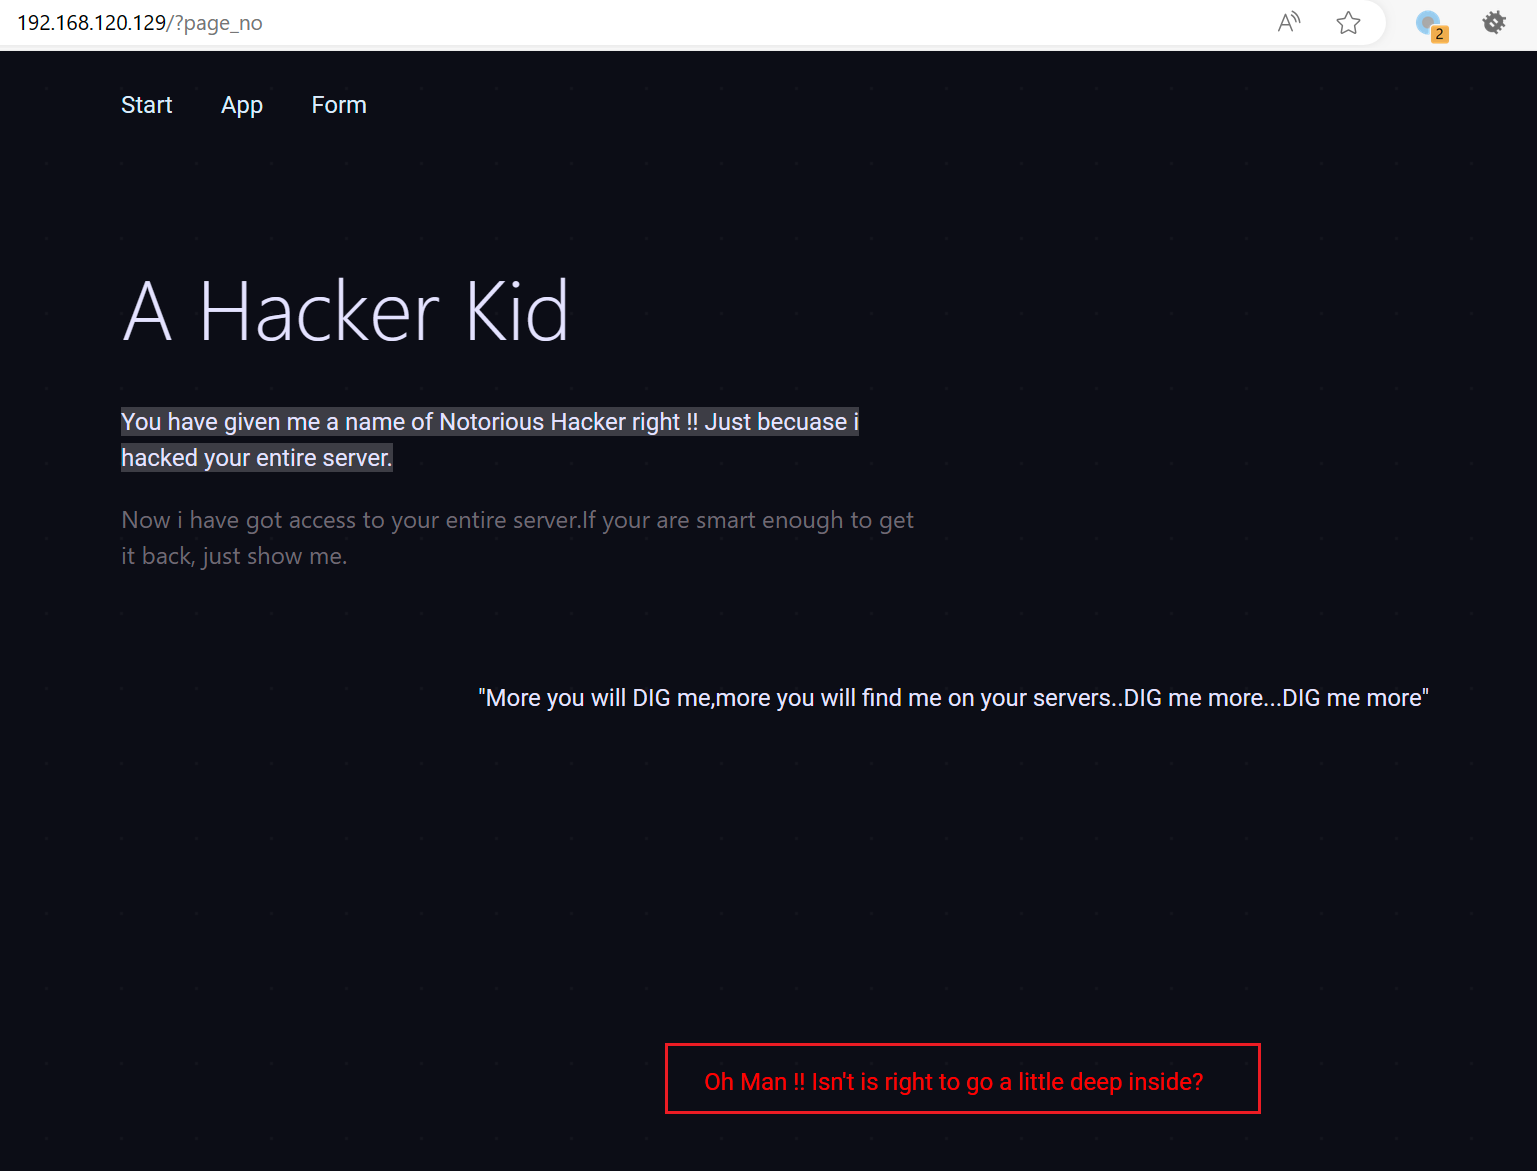 192.168.120.129/?page_no
2
Start App Form
A Hacker Kid
You have given me a name of Notorious Hacker right !! Just becuase i
hacked your entire server.
Now i have got access to your entire server.If your are smart enough to get
it back, just show me.
"More you will DIG me,more you will find me on your servers..DIG me more...DIG me more"
Oh Man !! Isn't is right to go a little deep inside?